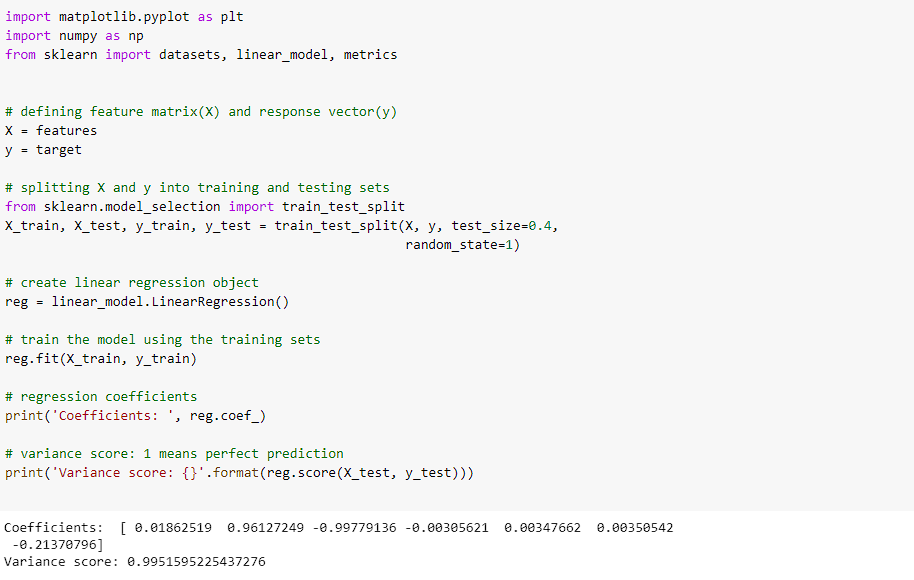 import matplotlib.pyplot as plt
import numpy as np
from sklearn import datasets, linear_model, metrics
# defining feature matrix(X) and response vector(y)
X = features
y = target
# splitting X and y into training and testing sets
from sklearn.model_selection import train_test_split
X_train, X_test, y_train, y_test = train_test_split(X, y, test_size=0.4,
random_state=1)
# create linear regression object
reg = linear_model.LinearRegression()
# train the model using the training sets
reg.fit(X_train, y_train)
# regression coefficients
print('Coefficients: ', reg.coef_)
# variance score: 1 means perfect prediction
print('Variance score: {}'.format(reg.score(X_test, y_test)))
Coefficients:  [ 0.01862519  0.96127249 -0.99779136 -0.00305621  0.00347662  0.00350542
-0.21370796]
Variance score: 0.9951595225437276